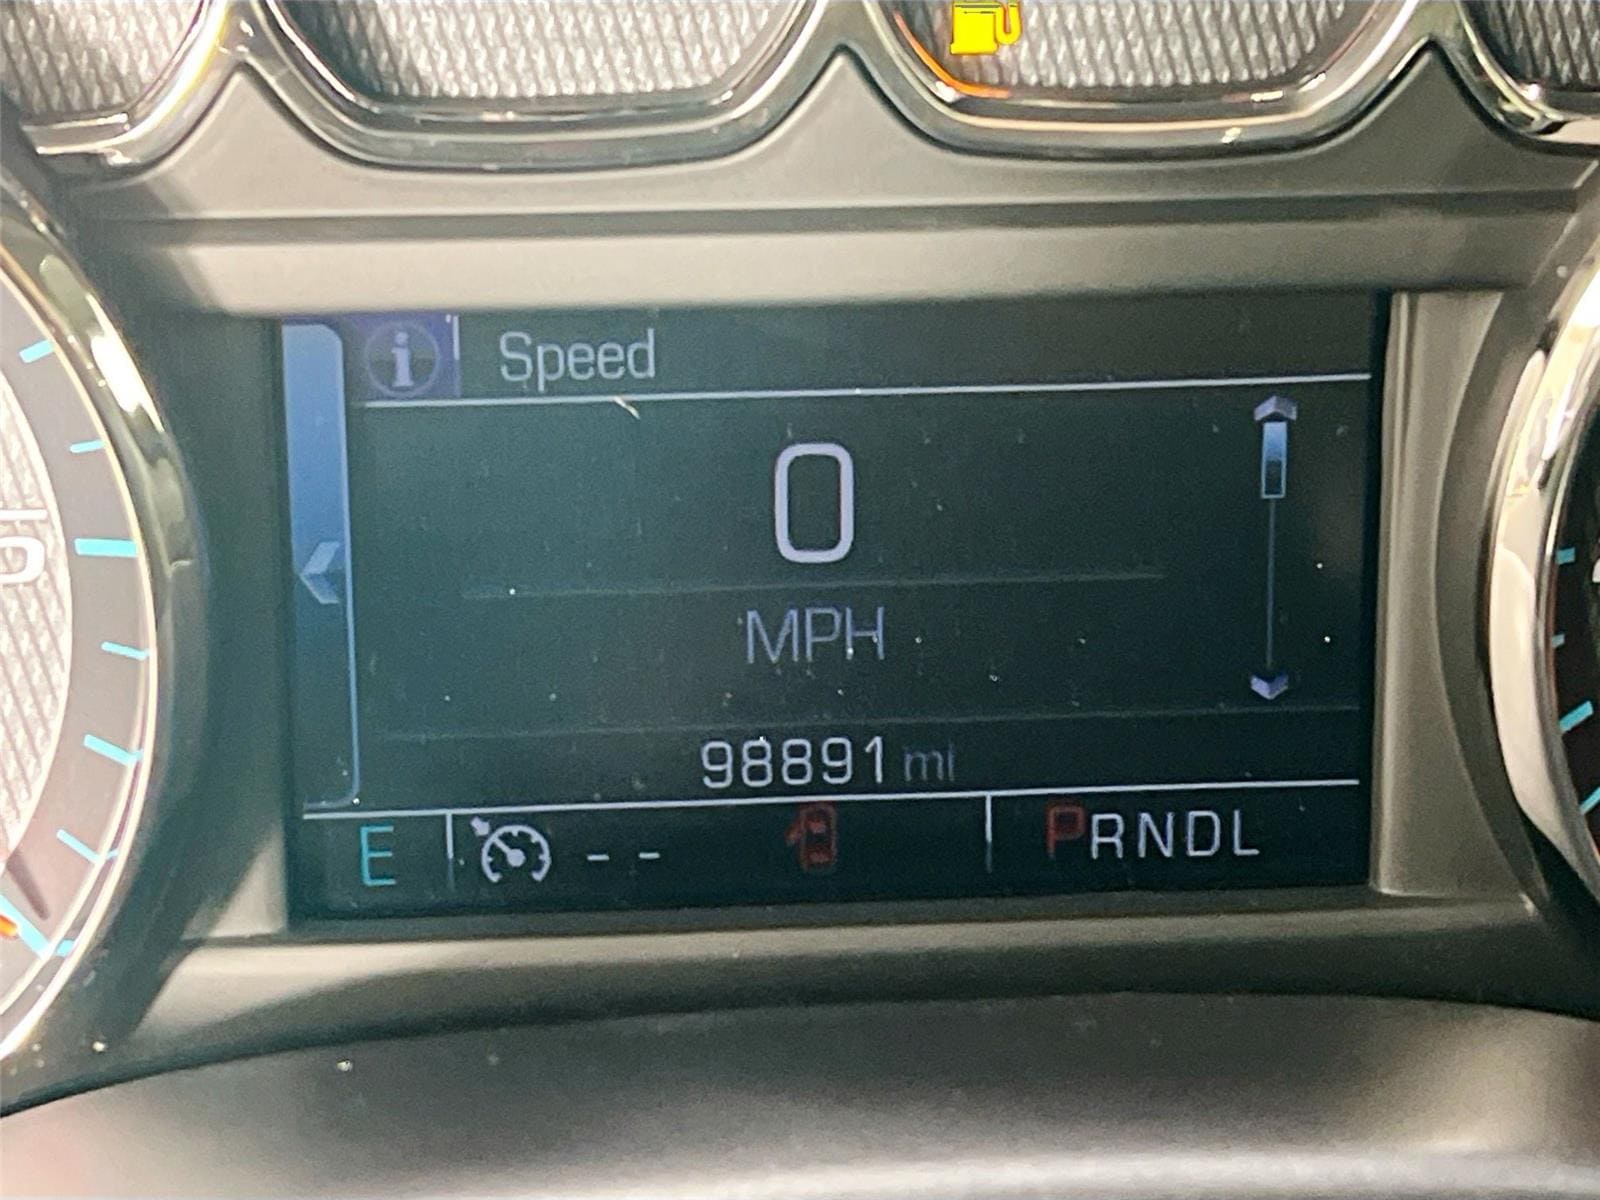 Speed
0
MPH
98891 mi
E -- PRNDL